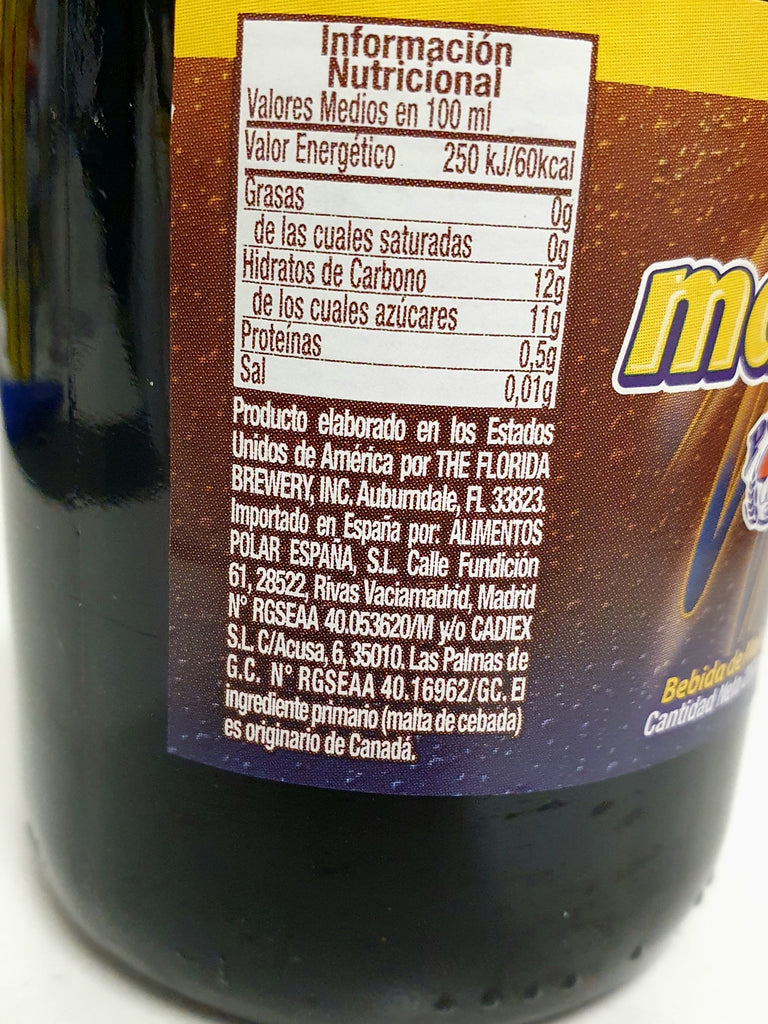 Información
Nutricional
Valores Medios en 100 ml
Valor Energético 250 kJ/60kcal
Grasas 0g
de las cuales saturadas 0g
Hidratos de Carbono 12g
de los cuales azúcares 11g
Proteínas 0,5g
Sal 0,01g
Producto elaborado en los Estados
Unidos de América por THE FLORIDA
BREWERY, INC. Auburndale, FL 33823.
Importado en España por: ALIMENTOS
POLAR ESPAÑA, S.L. Calle Fundición
61, 28522, Rivas Vaciamadrid, Madrid
N° RGSEAA 40.053620/M y/o CADIEX
S.L. C/Acusa, 6, 35010. Las Palmas de
G.C. N° RGSEAA 40.16962/GC. El
ingrediente primario (malta de cebada)
es originario de Canadá.
Bebida de
Cantidad Neta